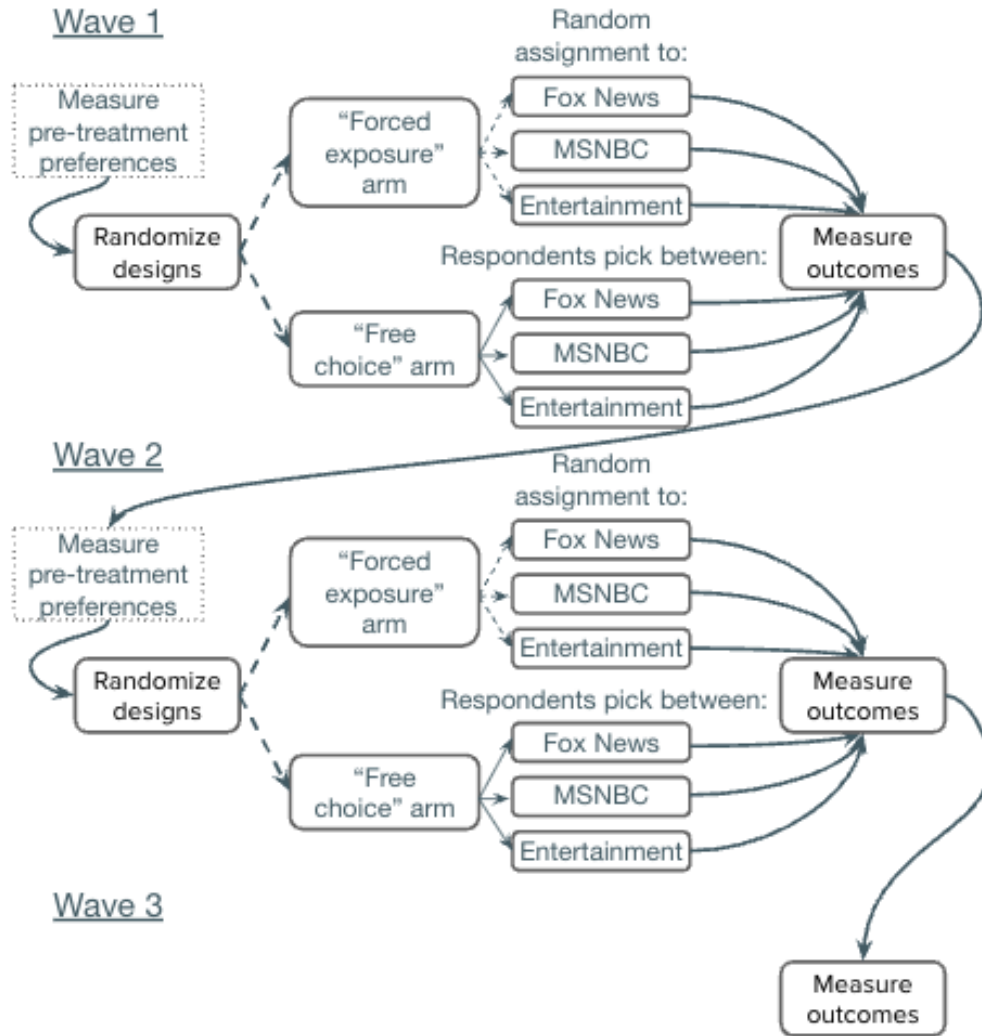 Wave 1
Random
assignment to:
Measure
pre-treatment
preferences
“Forced
exposure”
arm
Fox News
MSNBC
Entertainment
Randomize
designs
Respondents pick between:
Measure
outcomes
“Free
choice” arm
Fox News
MSNBC
Entertainment
Wave 2
Random
assignment to:
Measure
pre-treatment
preferences
“Forced
exposure”
arm
Fox News
MSNBC
Entertainment
Randomize
designs
Respondents pick between:
Measure
outcomes
“Free
choice” arm
Fox News
MSNBC
Entertainment
Wave 3
Measure
outcomes